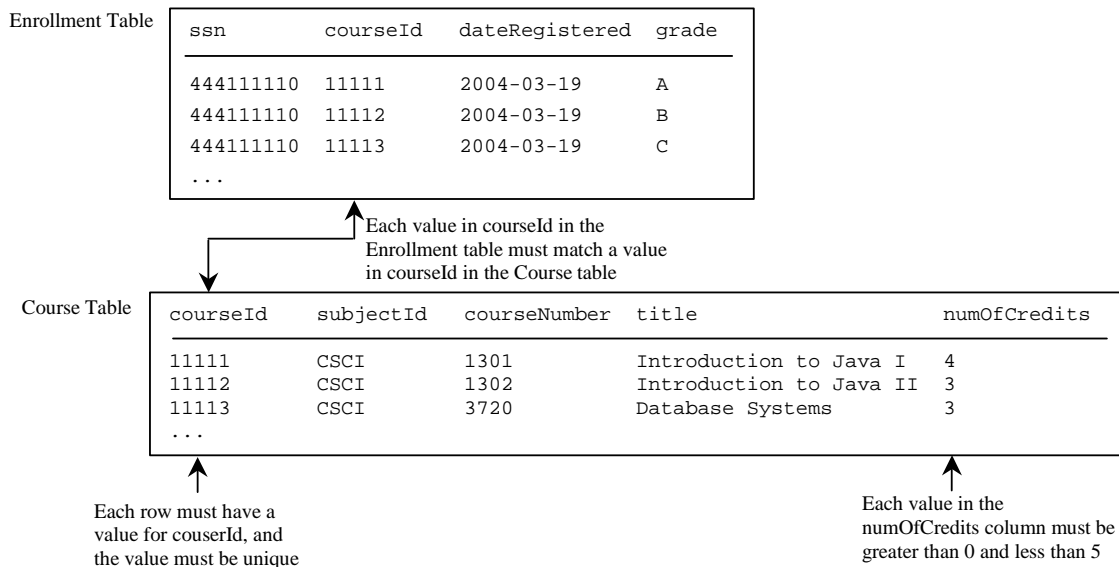 Enrollment Table
ssn courseId dateRegistered grade
444111110 11111 2004-03-19 A
444111110 11112 2004-03-19 B
444111110 11113 2004-03-19 C
...
Each value in courseId in the
Enrollment table must match a value
in courseId in the Course table
Course Table
courseId subjectId courseNumber title numOfCredits
11111 CSCI 1301 Introduction to Java I 4
11112 CSCI 1302 Introduction to Java II 3
11113 CSCI 3720 Database Systems 3
...
Each row must have a
value for couserId, and
the value must be unique
Each value in the
numOfCredits column must be
greater than 0 and less than 5